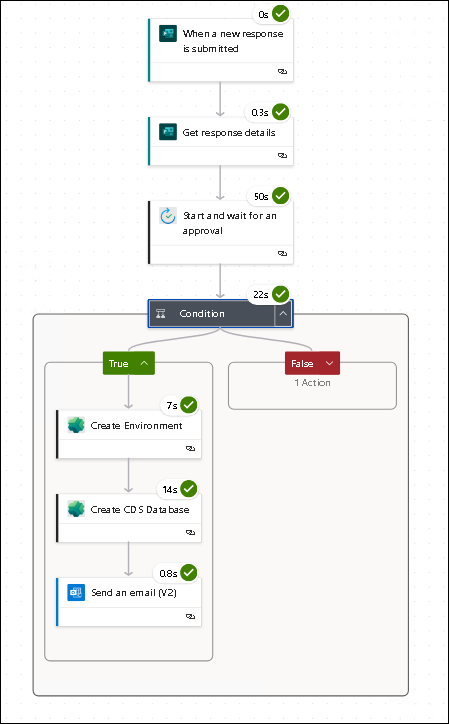 0s
When a new response
is submitted
0.3s
Get response details
50s
Start and wait for an
approval
22s
Condition
True
False
1 Action
7s
Create Environment
14s
Create CDS Database
0.8s
Send an email (V2)